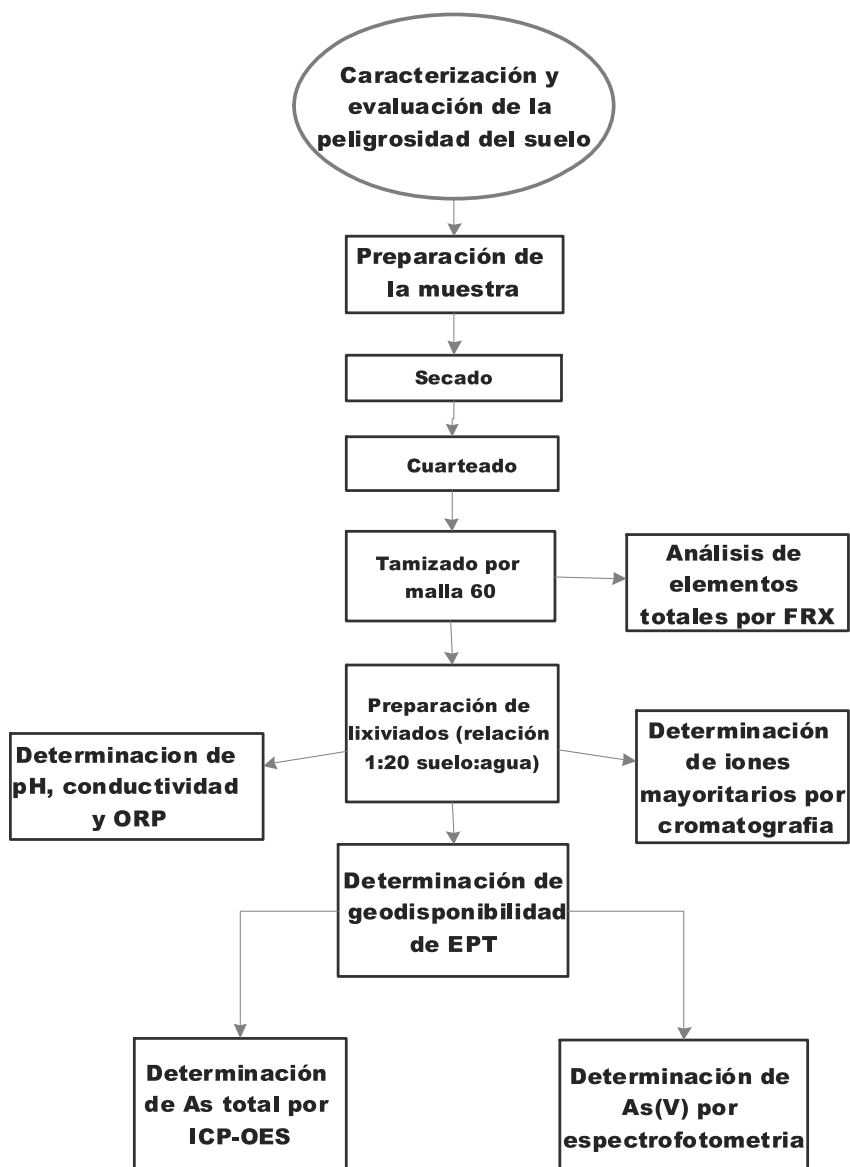 Caracterización y
evaluación de la
peligrosidad del suelo
Preparación de
la muestra
Secado
Cuarteado
Tamizado por
malla 60
Análisis de
elementos
totales por FRX
Preparación de
lixiviados (relación
1:20 suelo:agua)
Determinacion de
pH, conductividad
y ORP
Determinación
de iones
mayoritarios por
cromatografia
Determinación de
geodisponibilidad
de EPT
Determinación
de As total por
ICP-OES
Determinación de
As(V) por
espectrofotometria